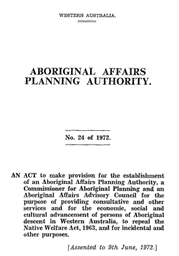 WESTERN AUSTRALIA.
ABORIGINAL AFFAIRS
PLANNING AUTHORITY.
No. 24 of 1972.
AN ACT to make provision for the establishment
of an Aboriginal Affairs Planning Authority, a
Commissioner for Aboriginal Planning and an
Aboriginal Affairs Advisory Council for the
purpose of providing consultative and other
services and for the economic, social and
cultural advancement of persons of Aboriginal
descent in Western Australia, to repeal the
Native Welfare Act, 1963, and for incidental and
other purposes.
[Assented to 9th June, 1972.]